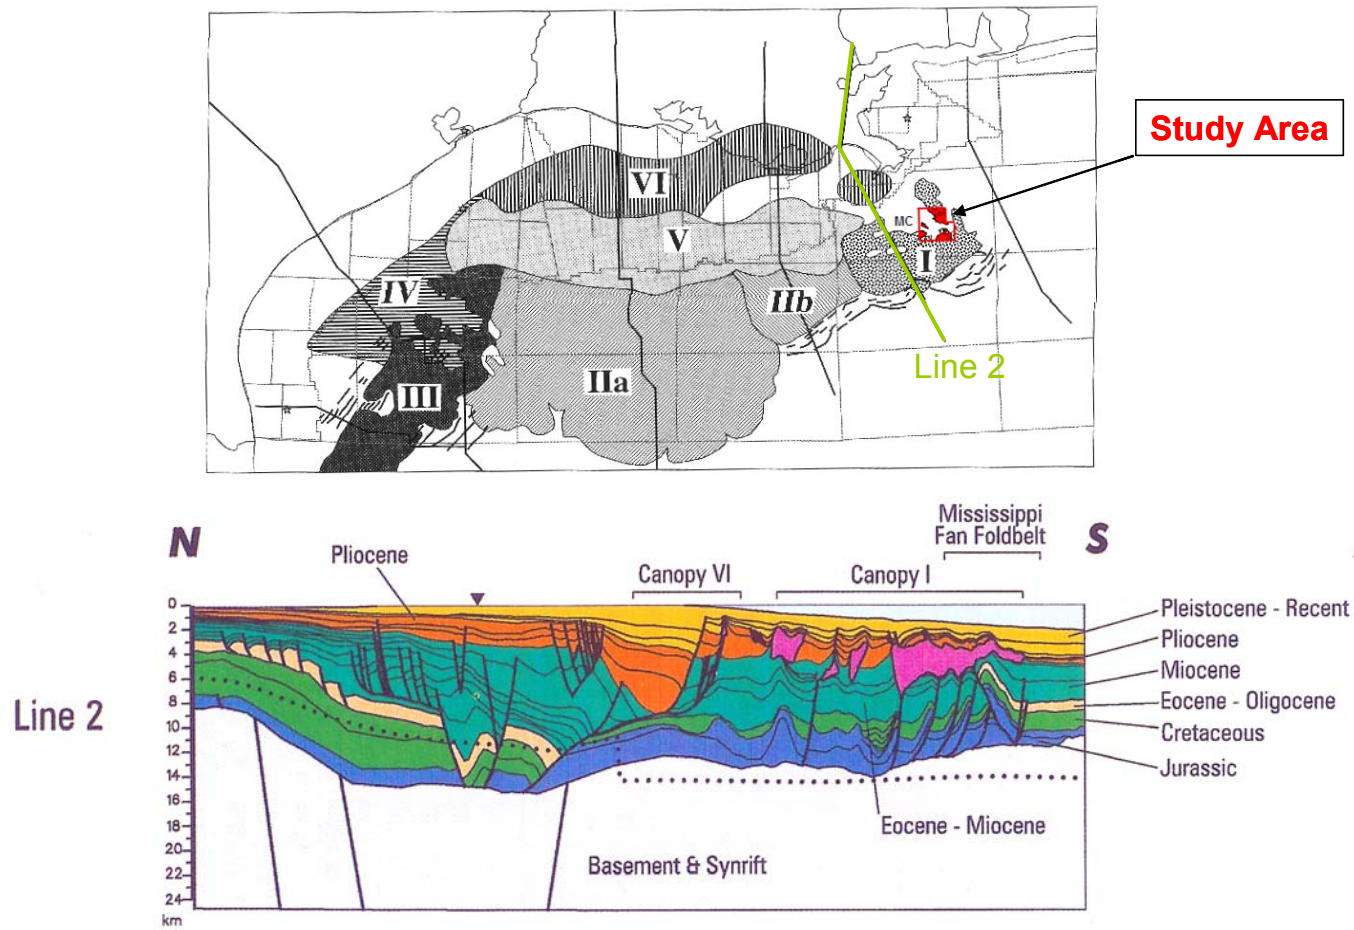 Study Area
VI
MC
V
I
IV
IIb
Line 2
IIa
III
Mississippi
Fan Foldbelt
N
S
Pliocene
Canopy VI
Canopy I
0
2
4
6
8
10
12
14
16
18
20
22
24
km
Pleistocene - Recent
Pliocene
Miocene
Eocene - Oligocene
Cretaceous
Jurassic
Line 2
Eocene - Miocene
Basement & Synrift